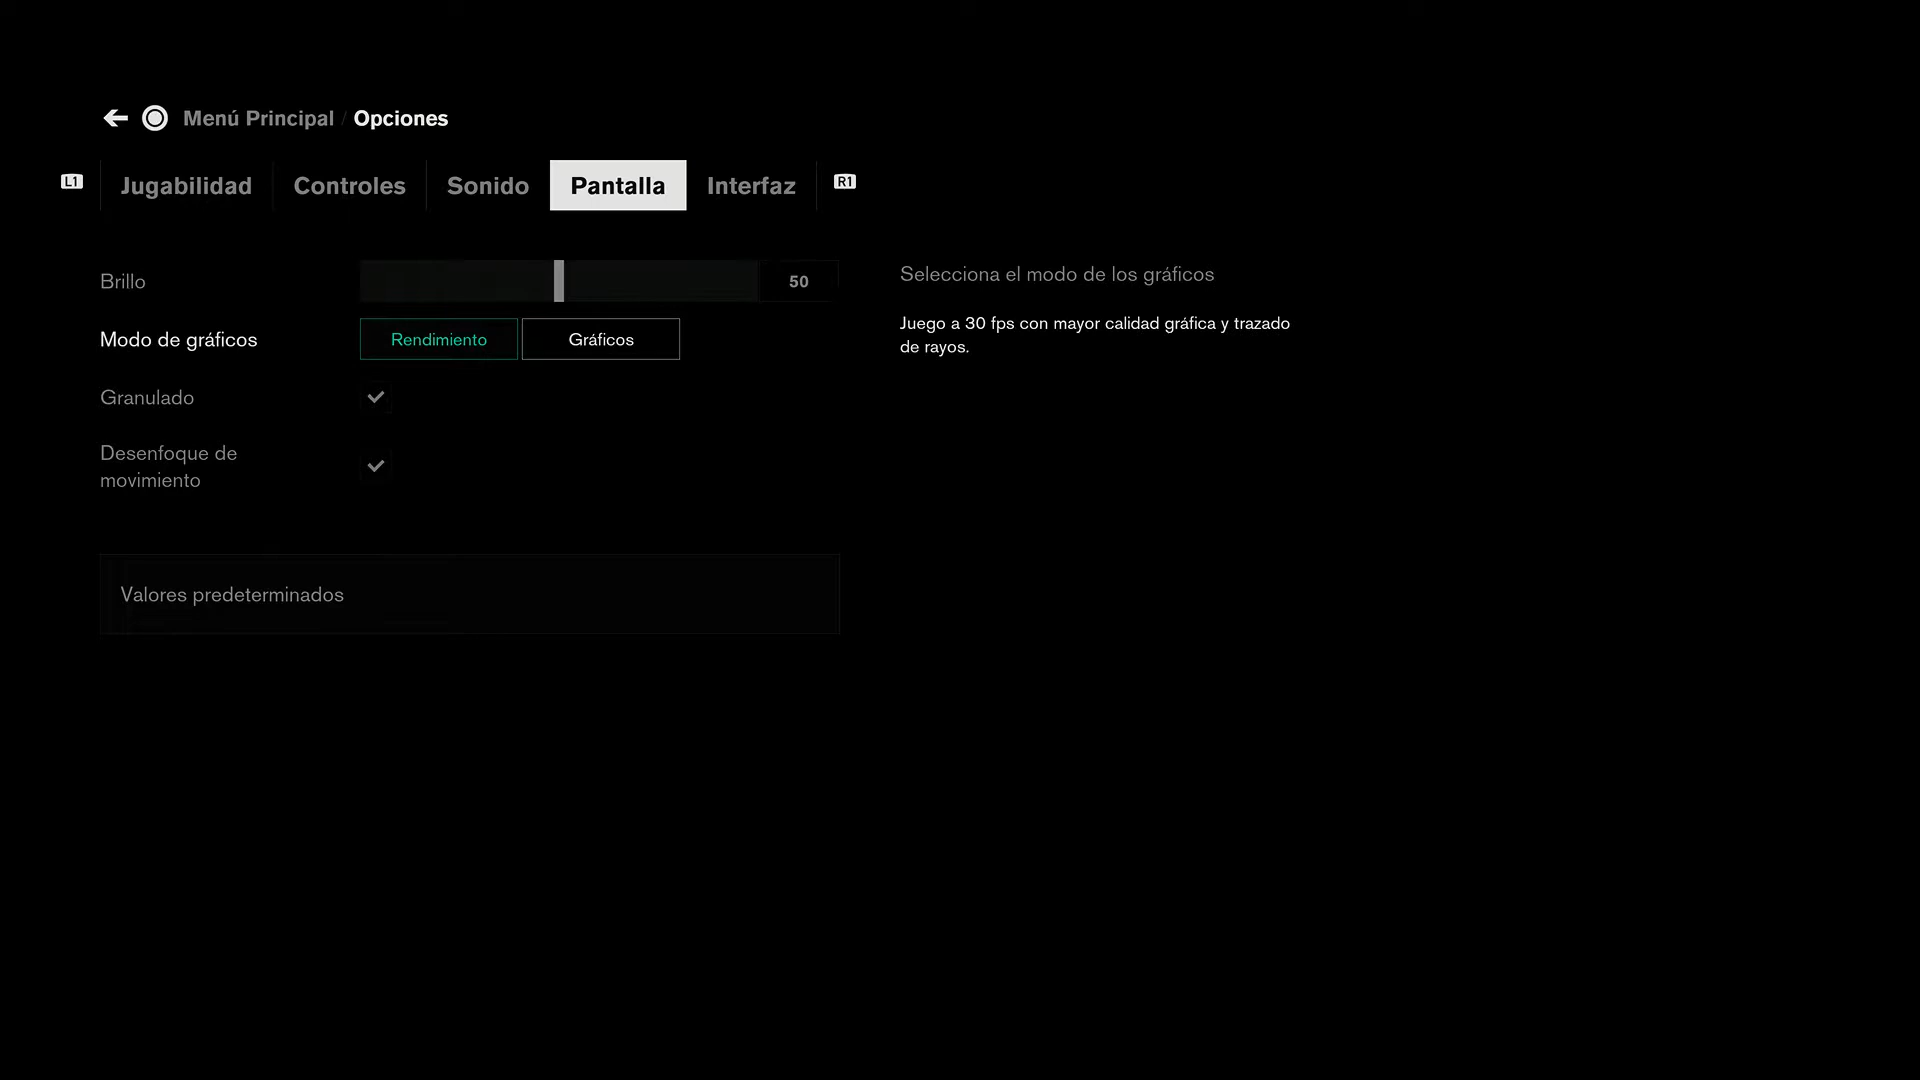 Menú Principal / Opciones
L1 Jugabilidad Controles Sonido Pantalla Interfaz R1
Brillo 50
Modo de gráficos Rendimiento Gráficos
Granulado
Desenfoque de
movimiento
Valores predeterminados
Selecciona el modo de los gráficos
Juego a 30 fps con mayor calidad gráfica y trazado
de rayos.